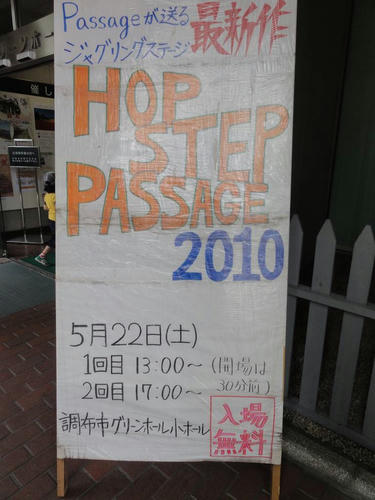 Passageが送る
最新作
ジャグリングステージ
HOP
STEP
PASSAGE
2010
5月22日(土)
1回目 13:00~(開場は
2回目 17:00~ 30分前)
調布市グリーンホール小ホール
入場
無料
催し